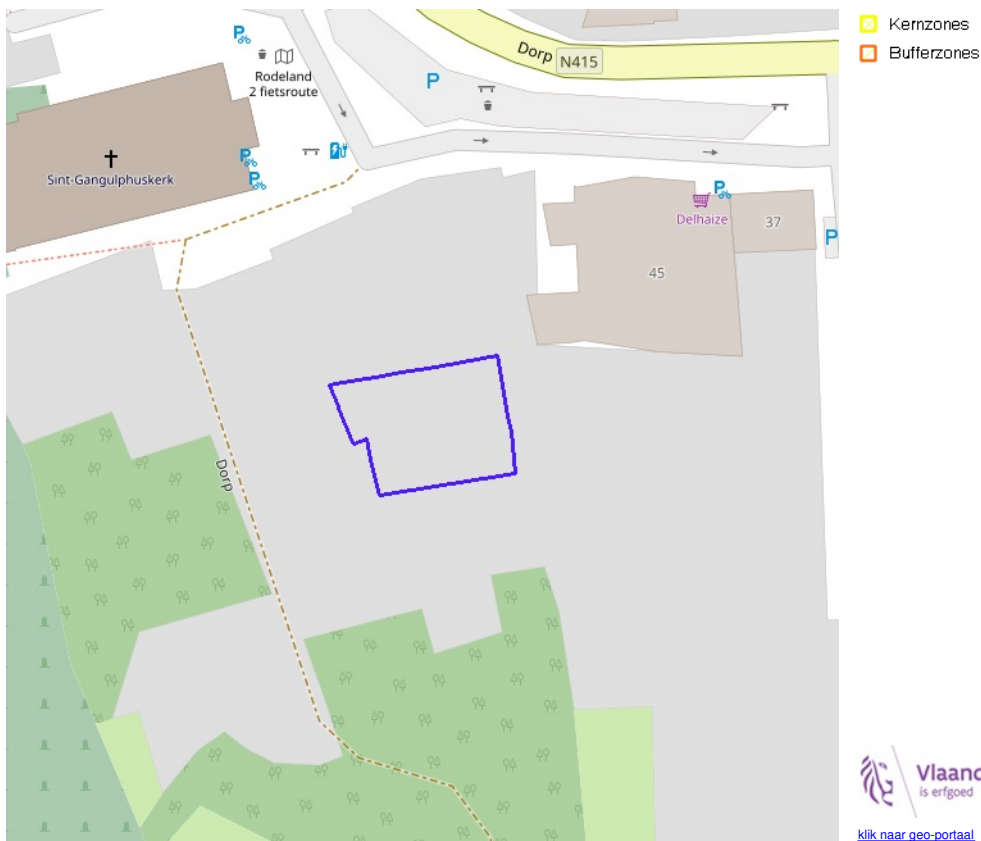 Kernzones
Bufferzones
P
Rodeland
2 fietsroute
P
Dorp
N415
P
Sint-Gangulphuskerk
P
P
Delhaize
37
P
45
Dorp
is erfgoed
klik naar geo-portaal